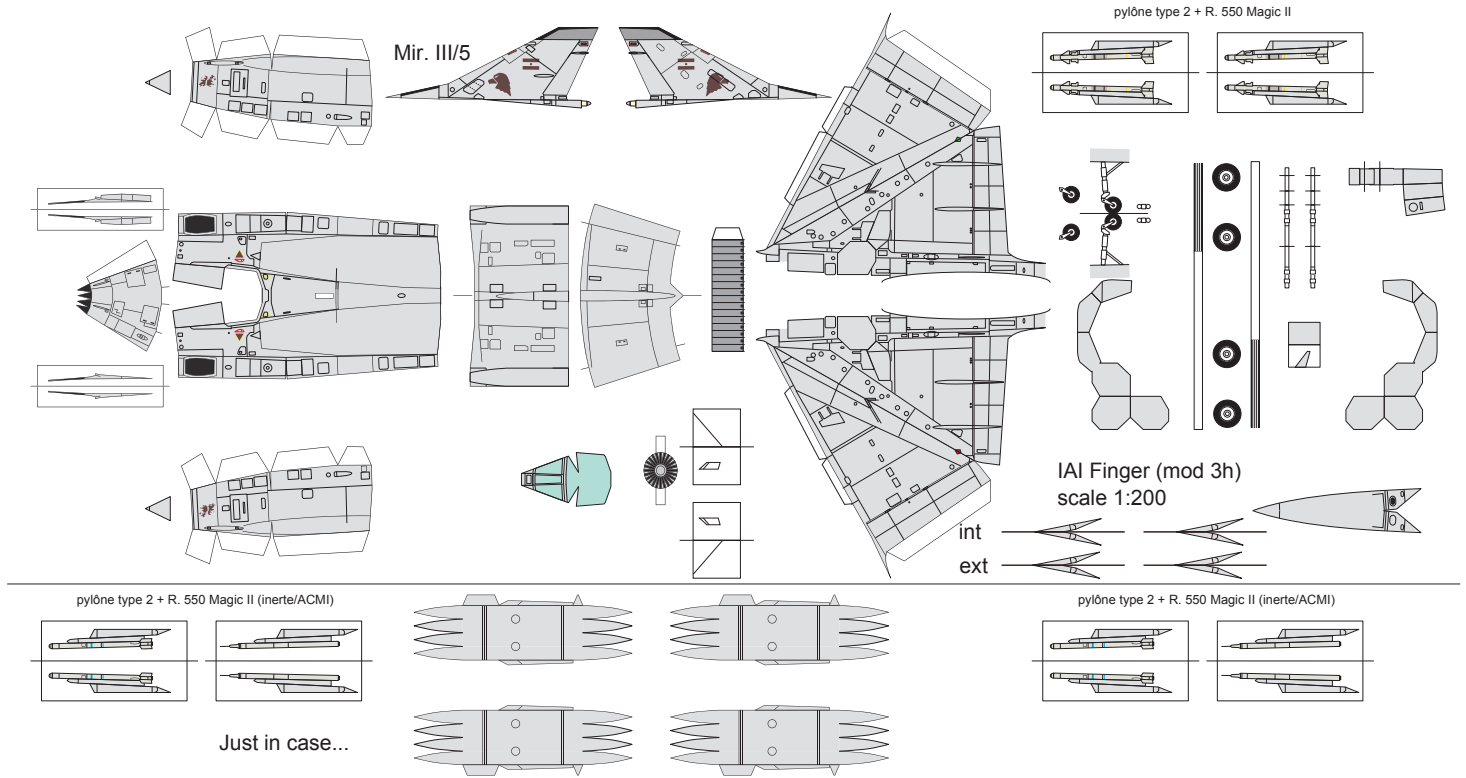 pylône type 2 + R. 550 Magic II
Mir. III/5
IAI Finger (mod 3h)
scale 1:200
int
ext
pylône type 2 + R. 550 Magic II (inerte/ACMI)
pylône type 2 + R. 550 Magic II (inerte/ACMI)
Just in case...